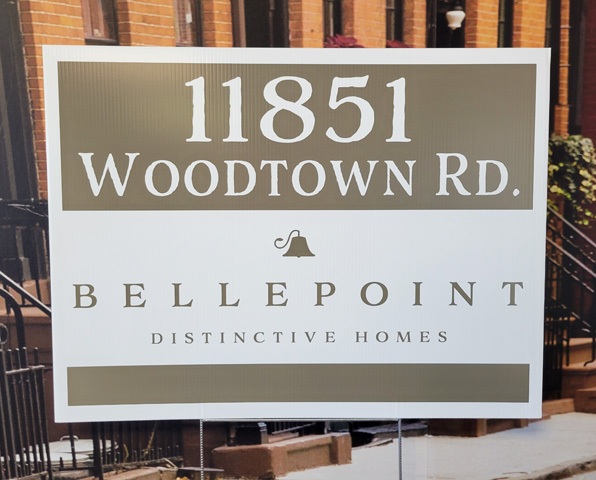 11851
WOODTOWN RD.
BELLEPOINT
DISTINCTIVE HOMES